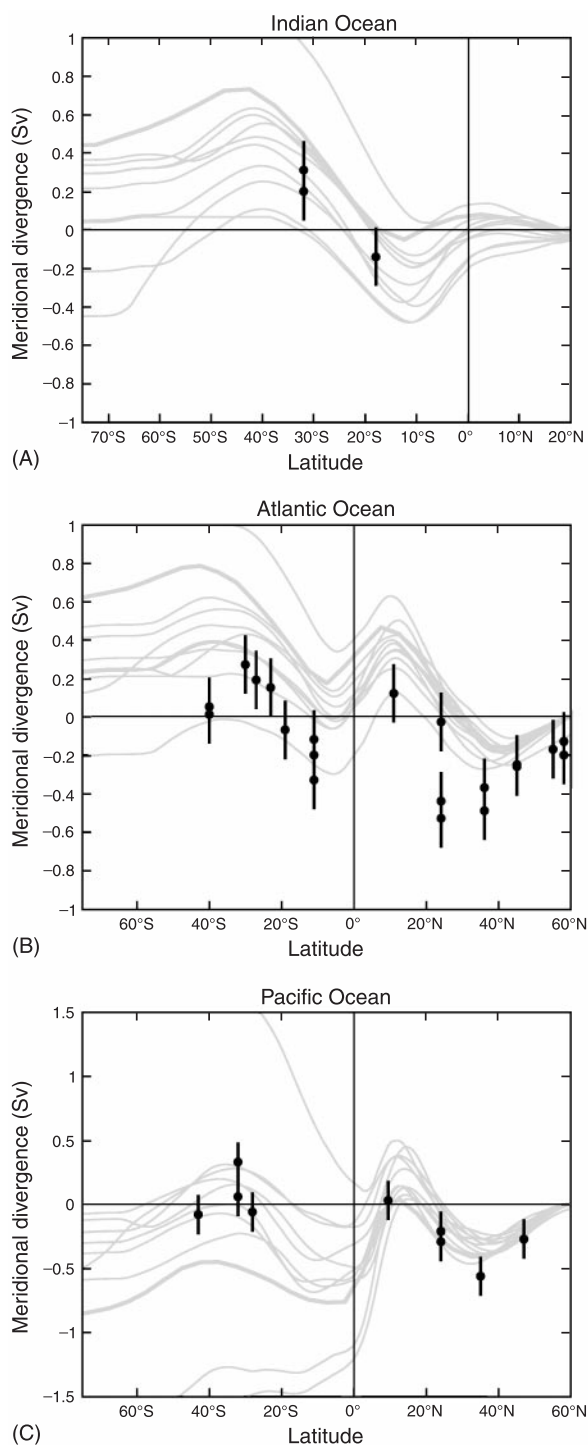 Indian Ocean
1
0.8
0.6
0.4
0.2
0
−0.2
−0.4
−0.6
−0.8
−1
Meridional divergence (Sv)
70°S 60°S 50°S 40°S 30°S 20°S 10°S 0° 10°N 20°N
(A)
Latitude
Atlantic Ocean
1
0.8
0.6
0.4
0.2
0
−0.2
−0.4
−0.6
−0.8
−1
Meridional divergence (Sv)
60°S 40°S 20°S 0° 20°N 40°N 60°N
(B)
Latitude
Pacific Ocean
1.5
1
0.5
0
−0.5
−1
−1.5
Meridional divergence (Sv)
60°S 40°S 20°S 0° 20°N 40°N 60°N
(C)
Latitude